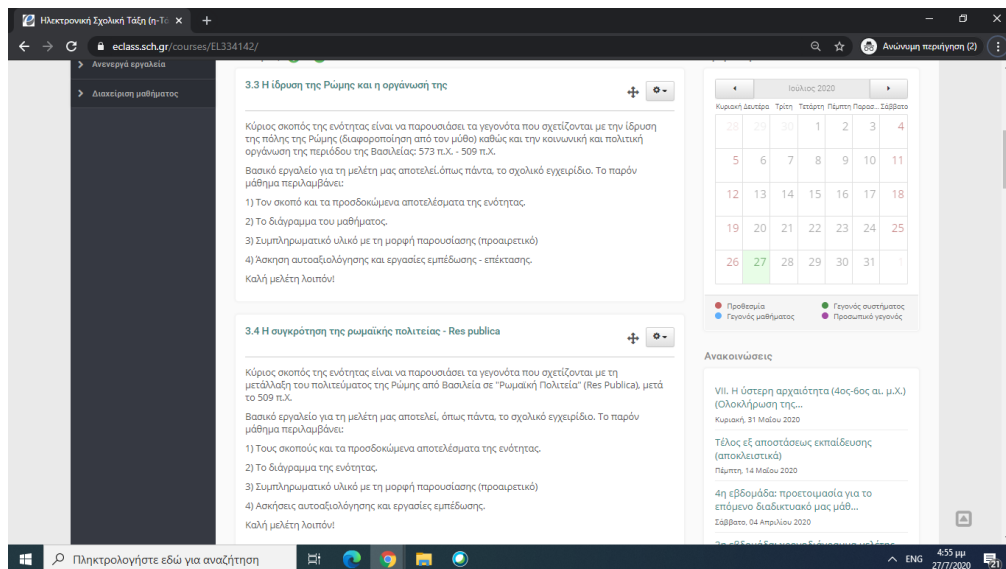 Ηλεκτρονική Σχολική Τάξη (η-Τά
eclass.sch.gr/courses/EL334142/
Ανώνυμη περιήγηση (2)
Ανενεργά εργαλεία
Διαχείριση μαθήματος
3.3 Η ίδρυση της Ρώμης και η οργάνωσή της
Κύριος σκοπός της ενότητας είναι να παρουσιάσει τα γεγονότα που σχετίζονται με την ίδρυση
της πόλης της Ρώμης (διαφοροποίηση από τον μύθο) καθώς και την κοινωνική και πολιτική
οργάνωση της περιόδου της Βασιλείας: 573 π.Χ. - 509 π.Χ.
Βασικό εργαλείο για τη μελέτη μας αποτελεί,όπως πάντα, το σχολικό εγχειρίδιο. Το παρόν
μάθημα περιλαμβάνει:
1) Τον σκοπό και τα προσδοκώμενα αποτελέσματα της ενότητας.
2) Το διάγραμμα του μαθήματος.
3) Συμπληρωματικό υλικό με τη μορφή παρουσίασης (προαιρετικό)
4) Άσκηση αυτοαξιολόγησης και εργασίες εμπέδωσης - επέκτασης.
Καλή μελέτη λοιπόν!
3.4 Η συγκρότηση της ρωμαϊκής πολιτείας - Res publica
Κύριος σκοπός της ενότητας είναι να παρουσιάσει τα γεγονότα που σχετίζονται με τη
μετάλλαξη του πολιτεύματος της Ρώμης από Βασιλεία σε "Ρωμαϊκή Πολιτεία" (Res Publica), μετά
το 509 π.Χ.
Βασικό εργαλείο για τη μελέτη μας αποτελεί, όπως πάντα, το σχολικό εγχειρίδιο. Το παρόν
μάθημα περιλαμβάνει:
1) Τους σκοπούς και τα προσδοκώμενα αποτελέσματα της ενότητας.
2) Το διάγραμμα της ενότητας.
3) Συμπληρωματικό υλικό με τη μορφή παρουσίασης (προαιρετικό)
4) Ασκήσεις αυτοαξιολόγησης και εργασίες εμπέδωσης.
Καλή μελέτη λοιπόν!
Ιούλιος 2020
Κυριακή Δευτέρα Τρίτη Τετάρτη Πέμπτη Παρασ... Σάββατο
28 29 30 1 2 3 4
5 6 7 8 9 10 11
12 13 14 15 16 17 18
19 20 21 22 23 24 25
26 27 28 29 30 31 1
Προθεσμία Γεγονός συστήματος
Γεγονός μαθήματος Προσωπικό γεγονός
Ανακοινώσεις
VII. Η ύστερη αρχαιότητα (4ος-6ος αι. μ.Χ.)
(Ολοκλήρωση της...
Κυριακή, 31 Μαΐου 2020
Τέλος εξ αποστάσεως εκπαίδευσης
(αποκλειστικά)
Πέμπτη, 14 Μαΐου 2020
4η εβδομάδα: προετοιμασία για το
επόμενο διαδικτυακό μας μάθ...
Σάββατο, 04 Απριλίου 2020
Πληκτρολογήστε εδώ για αναζήτηση
ENG
4:55 μμ
27/7/2020
21